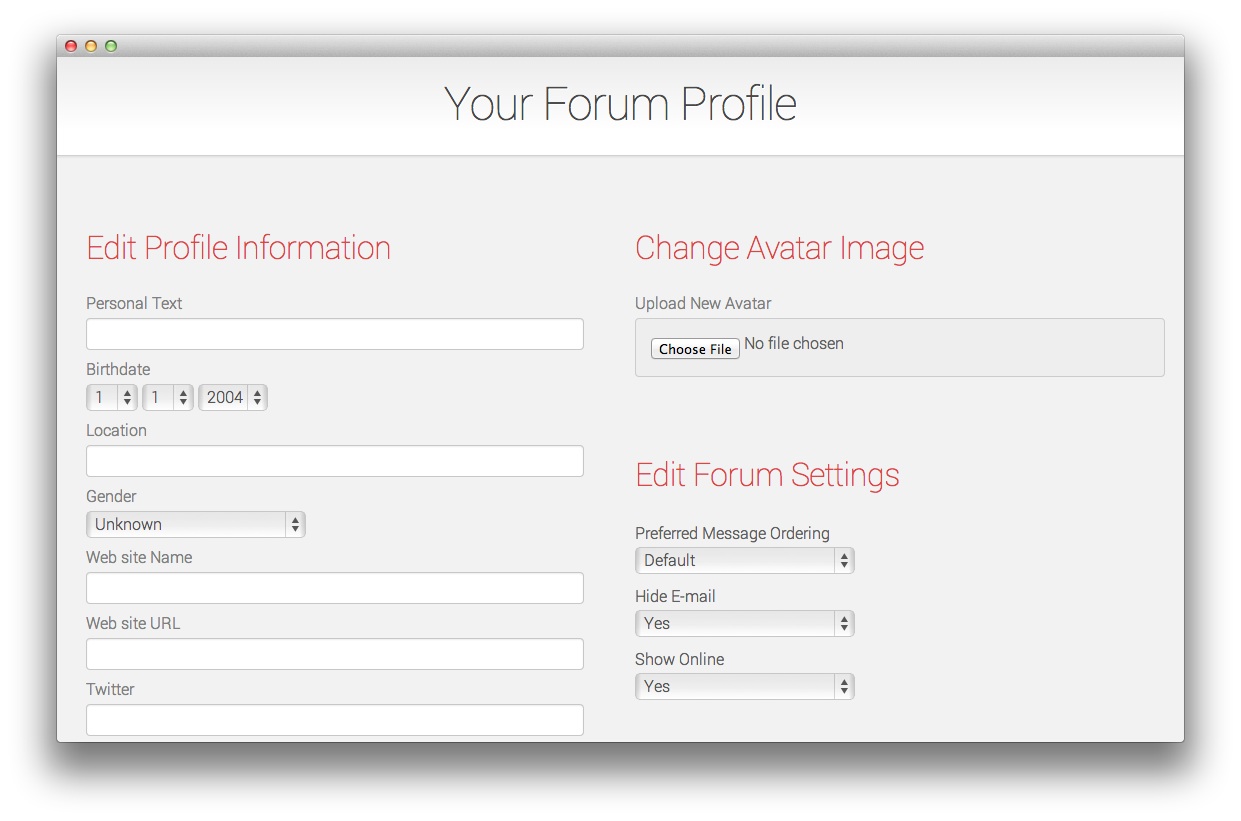 Your Forum Profile
Edit Profile Information
Personal Text
Birthdate
1 1 2004
Location
Gender
Unknown
Web site Name
Web site URL
Twitter
Change Avatar Image
Upload New Avatar
Choose File No file chosen
Edit Forum Settings
Preferred Message Ordering
Default
Hide E-mail
Yes
Show Online
Yes